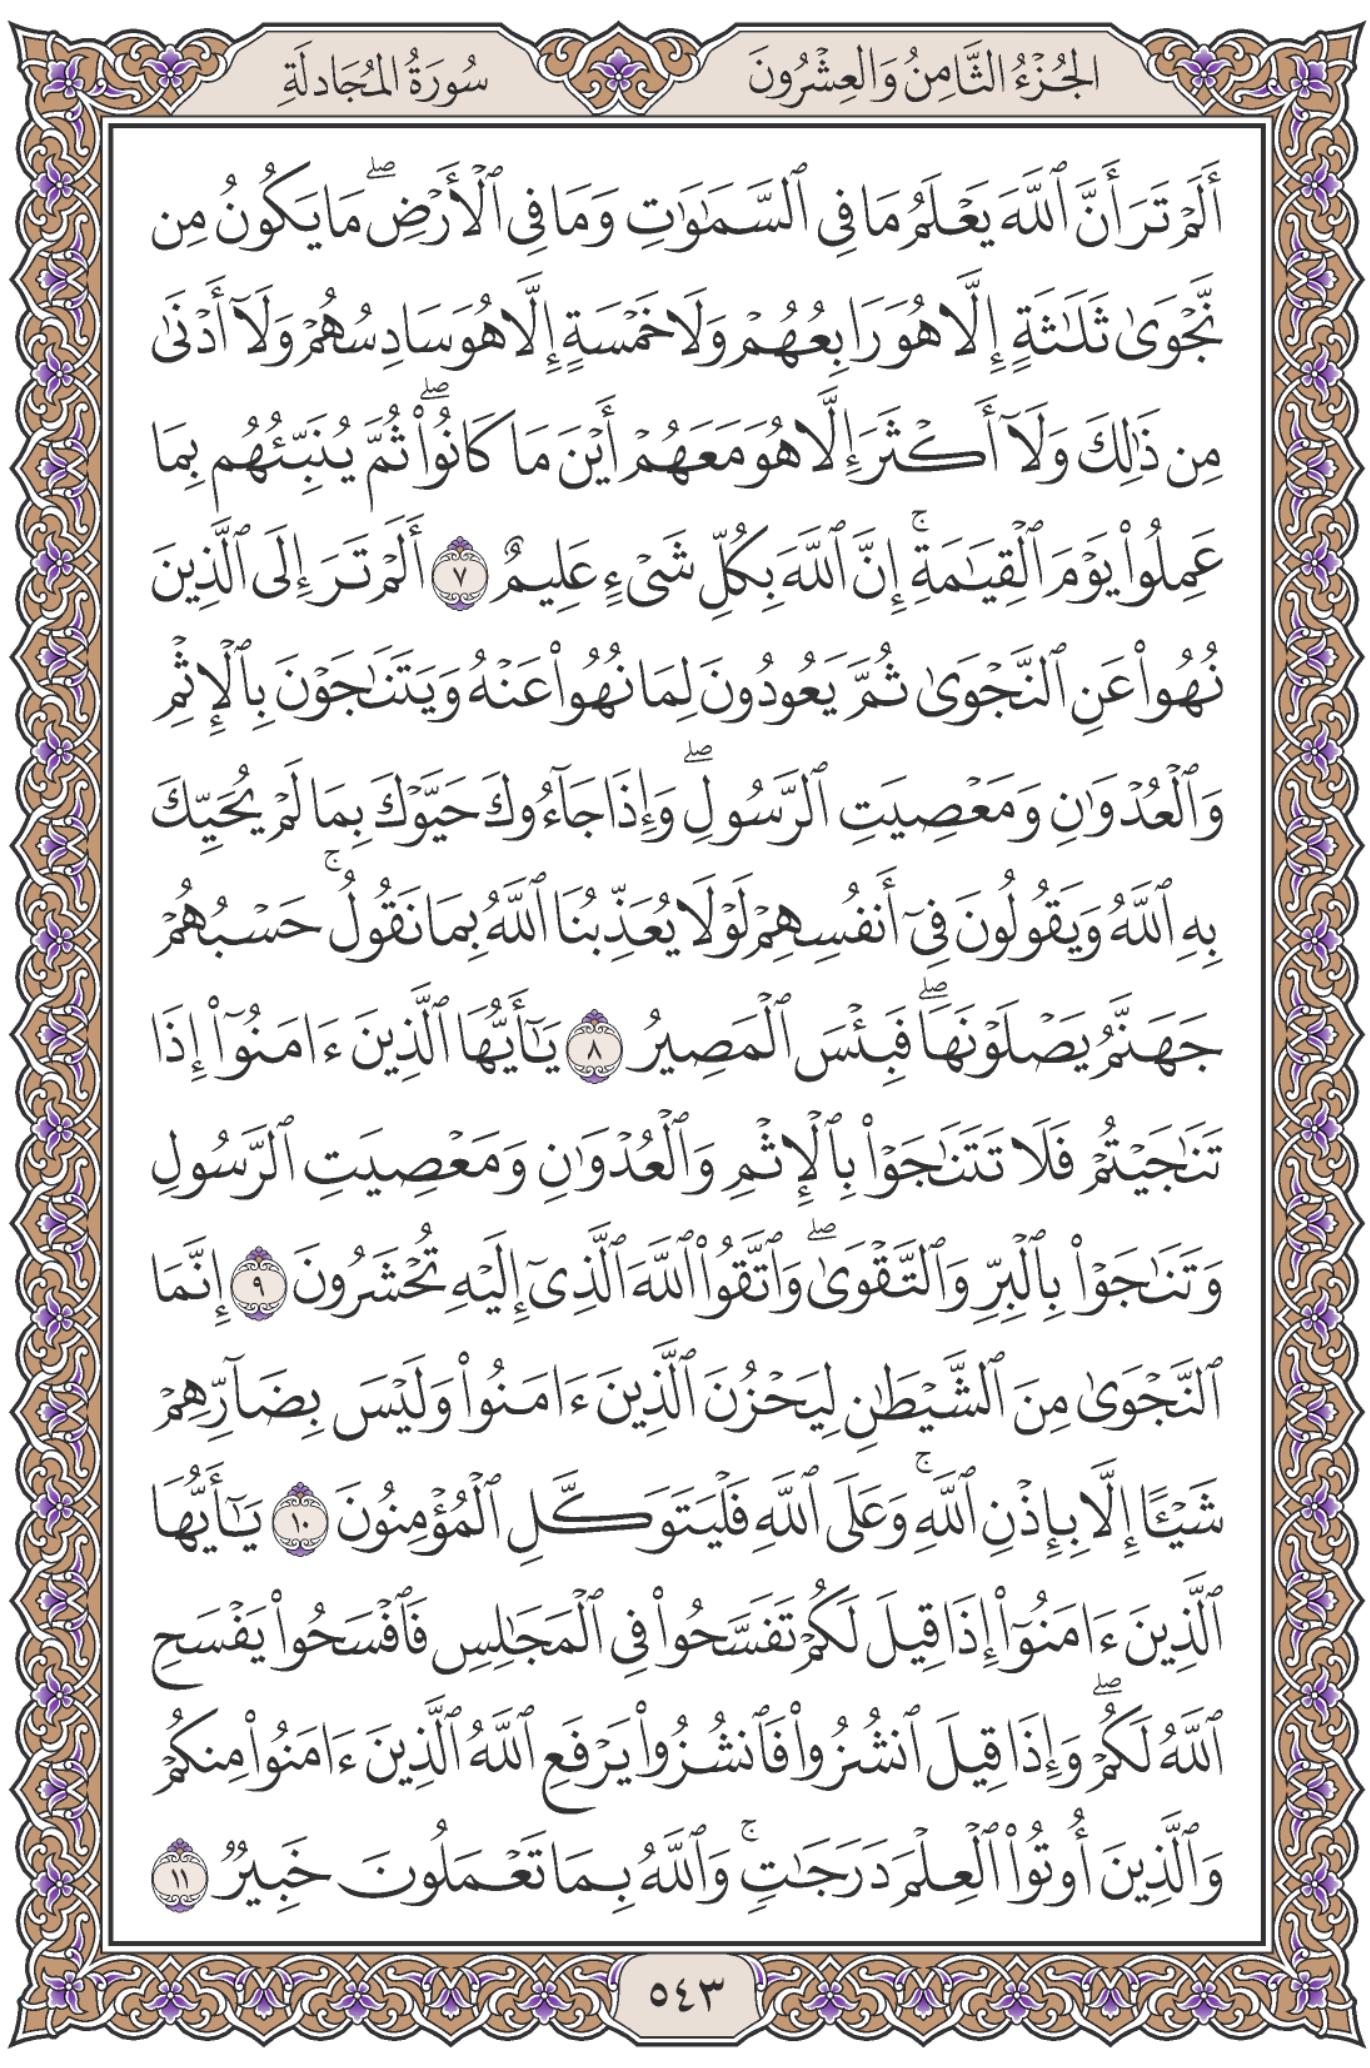 الجُزْءُ الثَّامِنُ وَالعِشْرُونَ
سُورَةُ المُجَادلَةِ
أَلَمْ تَرَ أَنَّ ٱللَّهَ يَعْلَمُ مَا فِى ٱلسَّمَٰوَٰتِ وَمَا فِى ٱلْأَرْضِۖ مَا يَكُونُ مِن
نَّجْوَىٰ ثَلَٰثَةٍ إِلَّا هُوَ رَابِعُهُمْ وَلَا خَمْسَةٍ إِلَّا هُوَ سَادِسُهُمْ وَلَآ أَدْنَىٰ
مِن ذَٰلِكَ وَلَآ أَكْثَرَ إِلَّا هُوَ مَعَهُمْ أَيْنَ مَا كَانُوا۟ۖ ثُمَّ يُنَبِّئُهُم بِمَا
عَمِلُوا۟ يَوْمَ ٱلْقِيَٰمَةِۚ إِنَّ ٱللَّهَ بِكُلِّ شَىْءٍ عَلِيمٌ ٧ أَلَمْ تَرَ إِلَى ٱلَّذِينَ
نُهُوا۟ عَنِ ٱلنَّجْوَىٰ ثُمَّ يَعُودُونَ لِمَا نُهُوا۟ عَنْهُ وَيَتَنَٰجَوْنَ بِٱلْإِثْمِ
وَٱلْعُدْوَٰنِ وَمَعْصِيَتِ ٱلرَّسُولِۖ وَإِذَا جَآءُوكَ حَيَّوْكَ بِمَا لَمْ يُحَيِّكَ
بِهِ ٱللَّهُ وَيَقُولُونَ فِىٓ أَنفُسِهِمْ لَوْلَا يُعَذِّبُنَا ٱللَّهُ بِمَا نَقُولُۚ حَسْبُهُمْ
جَهَنَّمُ يَصْلَوْنَهَاۖ فَبِئْسَ ٱلْمَصِيرُ ٨ يَٰٓأَيُّهَا ٱلَّذِينَ ءَامَنُوٓا۟ إِذَا
تَنَٰجَيْتُمْ فَلَا تَتَنَٰجَوْا۟ بِٱلْإِثْمِ وَٱلْعُدْوَٰنِ وَمَعْصِيَتِ ٱلرَّسُولِ
وَتَنَٰجَوْا۟ بِٱلْبِرِّ وَٱلتَّقْوَىٰۖ وَٱتَّقُوا۟ ٱللَّهَ ٱلَّذِىٓ إِلَيْهِ تُحْشَرُونَ ٩ إِنَّمَا
ٱلنَّجْوَىٰ مِنَ ٱلشَّيْطَٰنِ لِيَحْزُنَ ٱلَّذِينَ ءَامَنُوا۟ وَلَيْسَ بِضَآرِّهِمْ
شَيْـًٔا إِلَّا بِإِذْنِ ٱللَّهِۚ وَعَلَى ٱللَّهِ فَلْيَتَوَكَّلِ ٱلْمُؤْمِنُونَ ١٠ يَٰٓأَيُّهَا
ٱلَّذِينَ ءَامَنُوٓا۟ إِذَا قِيلَ لَكُمْ تَفَسَّحُوا۟ فِى ٱلْمَجَٰلِسِ فَٱفْسَحُوا۟ يَفْسَحِ
ٱللَّهُ لَكُمْۖ وَإِذَا قِيلَ ٱنشُزُوا۟ فَٱنشُزُوا۟ يَرْفَعِ ٱللَّهُ ٱلَّذِينَ ءَامَنُوا۟ مِنكُمْ
وَٱلَّذِينَ أُوتُوا۟ ٱلْعِلْمَ دَرَجَٰتٍۚ وَٱللَّهُ بِمَا تَعْمَلُونَ خَبِيرٌ ١١
٥٤٣